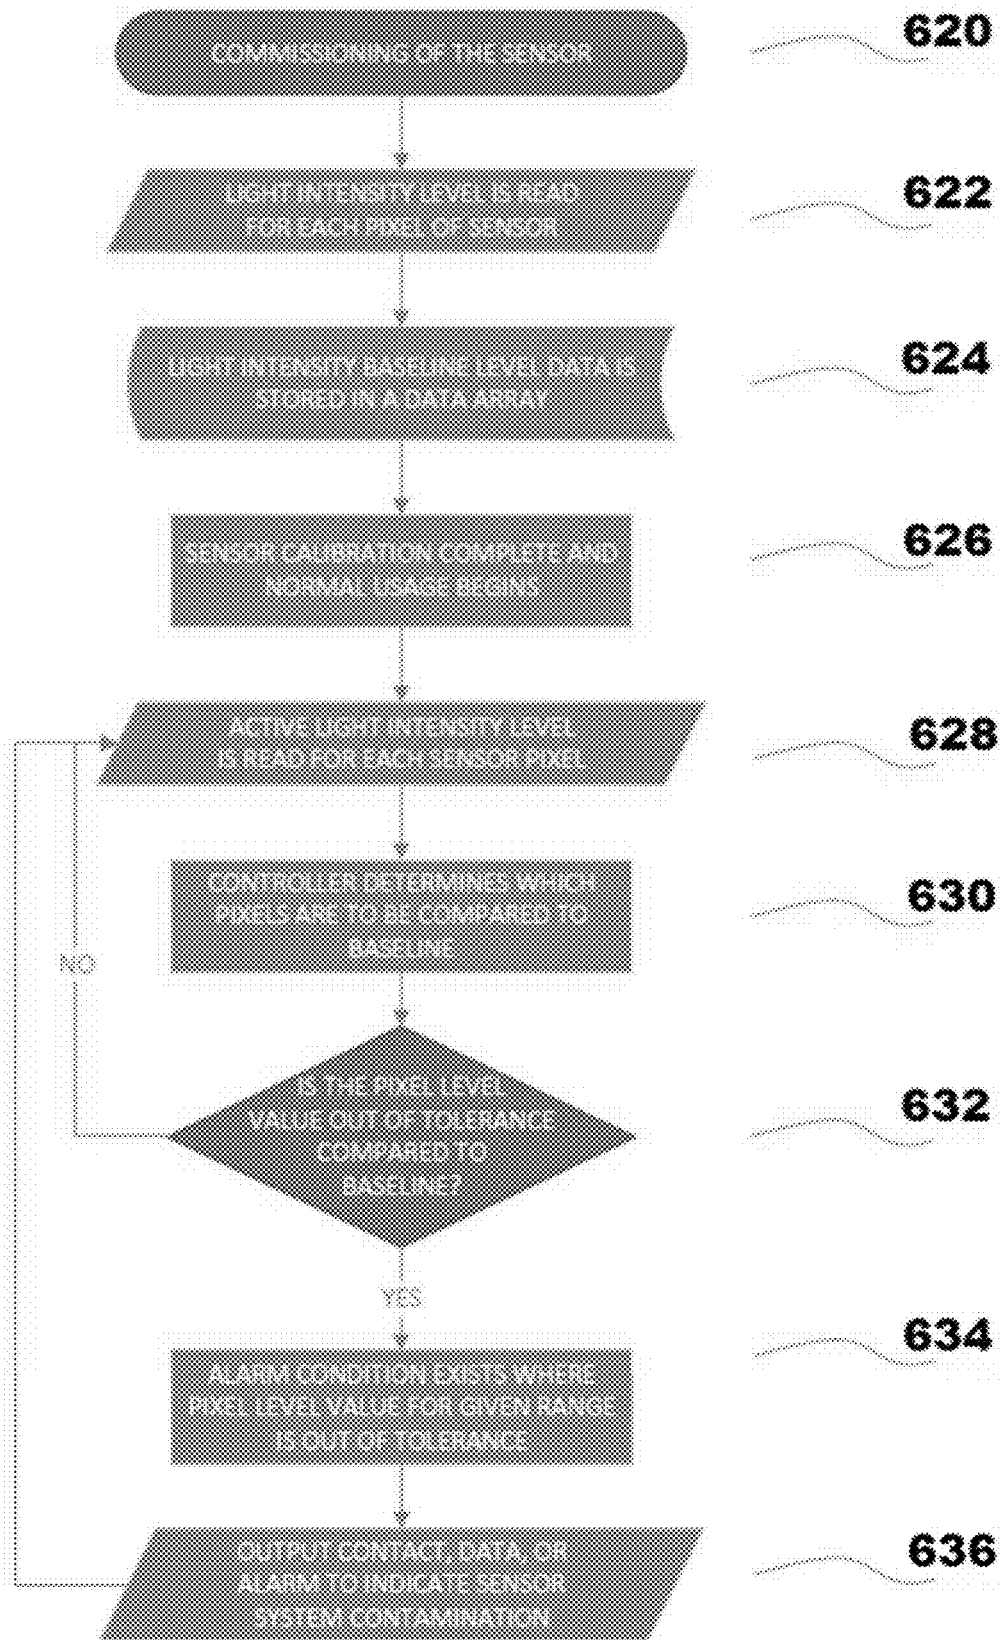 COMMISSIONING OF THE SENSOR
620
LIGHT INTENSITY LEVEL IS READ
FOR EACH PIXEL OF SENSOR
622
LIGHT INTENSITY BASELINE LEVEL DATA IS
STORED IN A DATA ARRAY
624
SENSOR CALIBRATION COMPLETE AND
NORMAL USAGE BEGINS
626
ACTIVE LIGHT INTENSITY LEVEL
IS READ FOR EACH SENSOR PIXEL
628
CONTROLLER DETERMINES WHICH
PIXELS ARE TO BE COMPARED TO
BASELINE
630
NO
IS THE PIXEL LEVEL
VALUE OUT OF TOLERANCE
COMPARED TO
BASELINE?
632
YES
ALARM CONDITION EXISTS WHERE
PIXEL LEVEL VALUE FOR GIVEN RANGE
IS OUT OF TOLERANCE
634
OUTPUT CONTACT, DATA, OR
ALARM TO INDICATE SENSOR
SYSTEM CONTAMINATION
636